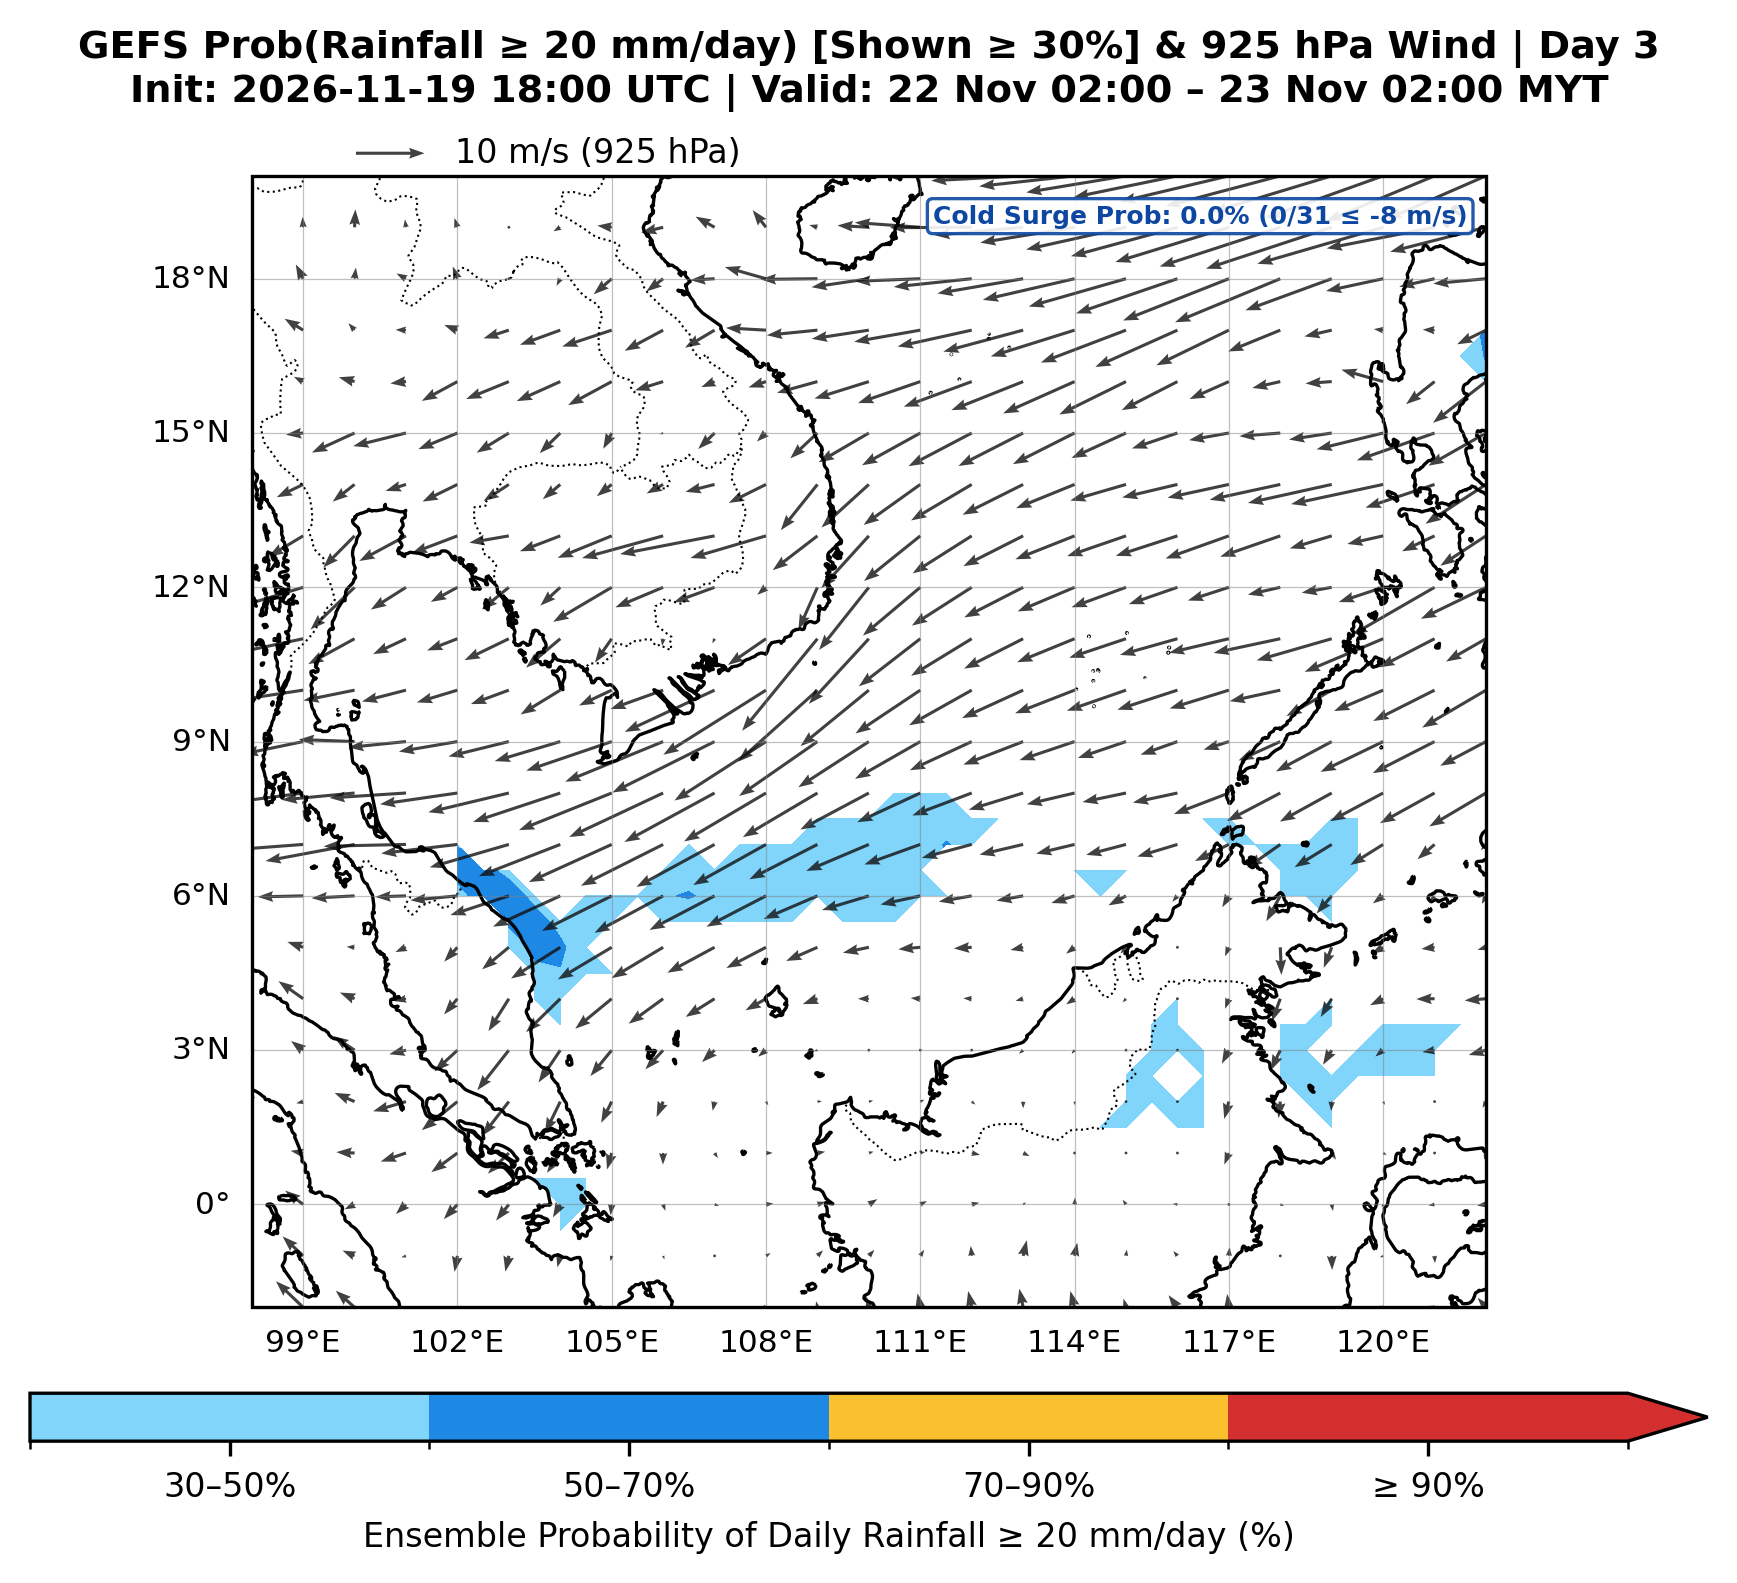 GEFS Prob(Rainfall ≥ 20 mm/day) [Shown ≥ 30%] & 925 hPa Wind | Day 3
Init: 2026-11-19 18:00 UTC | Valid: 22 Nov 02:00 – 23 Nov 02:00 MYT
10 m/s (925 hPa)
Cold Surge Prob: 0.0% (0/31 ≤ -8 m/s)
18°N
15°N
12°N
9°N
6°N
3°N
0°
99°E 102°E 105°E 108°E 111°E 114°E 117°E 120°E
30–50% 50–70% 70–90% ≥ 90%
Ensemble Probability of Daily Rainfall ≥ 20 mm/day (%)